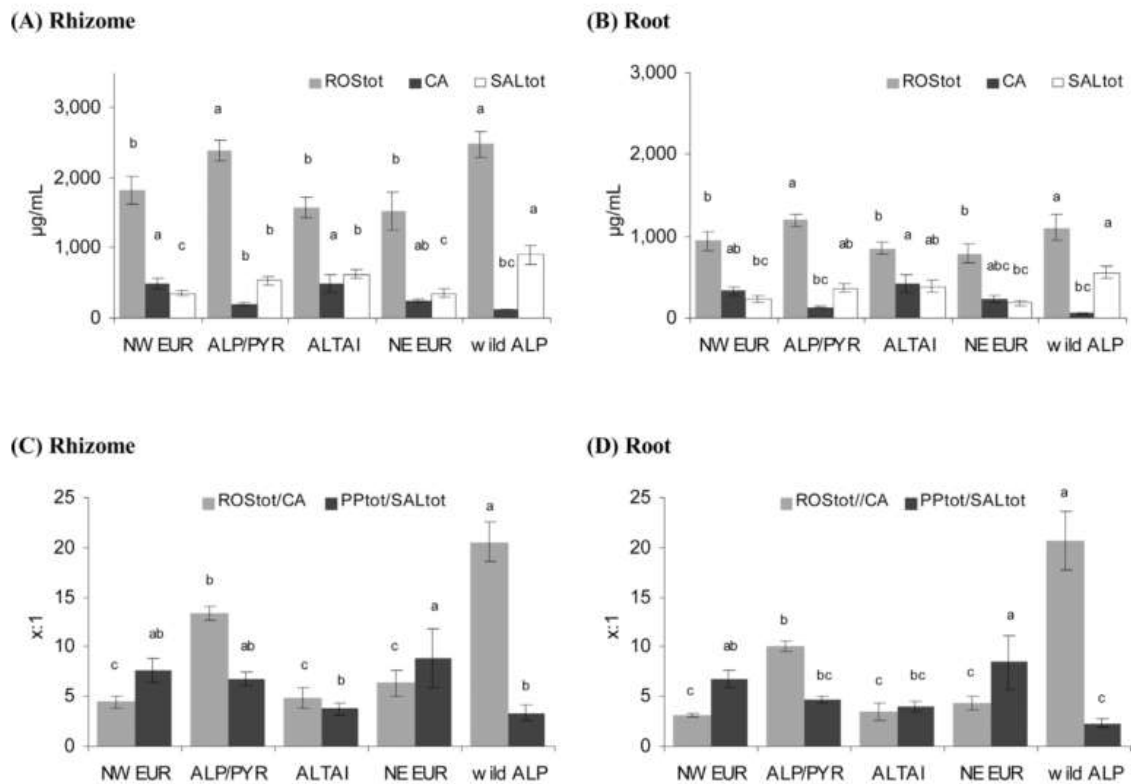 (A) Rhizome
ROStot CA SALtot
µg/mL
3,000
2,000
1,000
0
b a c
a b b
b a b
b ab c
a bc a
NW EUR ALP/PYR ALTAI NE EUR wild ALP
(B) Root
ROStot CA SALtot
µg/mL
3,000
2,000
1,000
0
b ab bc
a bc ab
b a ab
b abc bc
a bc a
NW EUR ALP/PYR ALTAI NE EUR wild ALP
(C) Rhizome
ROStot/CA PPtot/SALtot
x:1
25
20
15
10
5
0
c ab
b ab
c b
c a
a b
NW EUR ALP/PYR ALTAI NE EUR wild ALP
(D) Root
ROStot//CA PPtot/SALtot
x:1
25
20
15
10
5
0
c ab
b bc
c bc
c a
a c
NW EUR ALP/PYR ALTAI NE EUR wild ALP